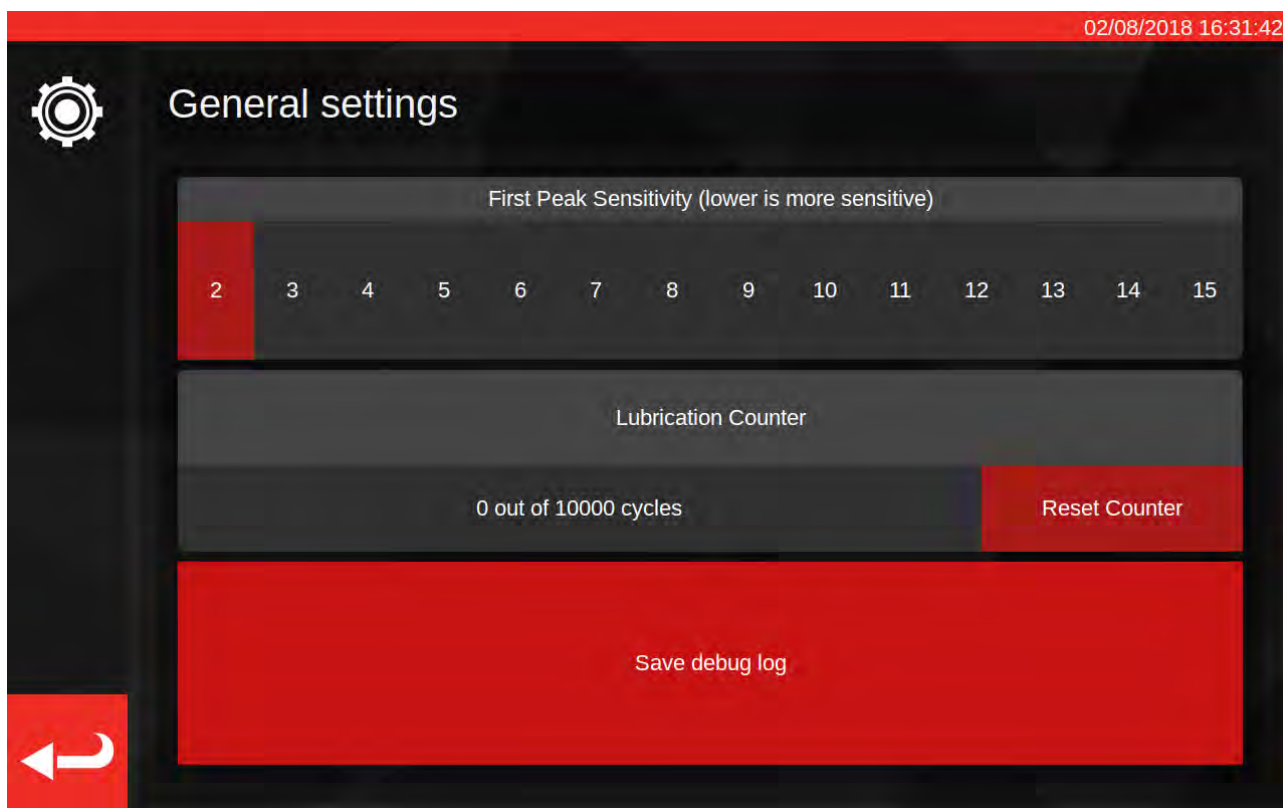 02/08/2018 16:31:42
General settings
First Peak Sensitivity (lower is more sensitive)
2 3 4 5 6 7 8 9 10 11 12 13 14 15
Lubrication Counter
0 out of 10000 cycles Reset Counter
Save debug log